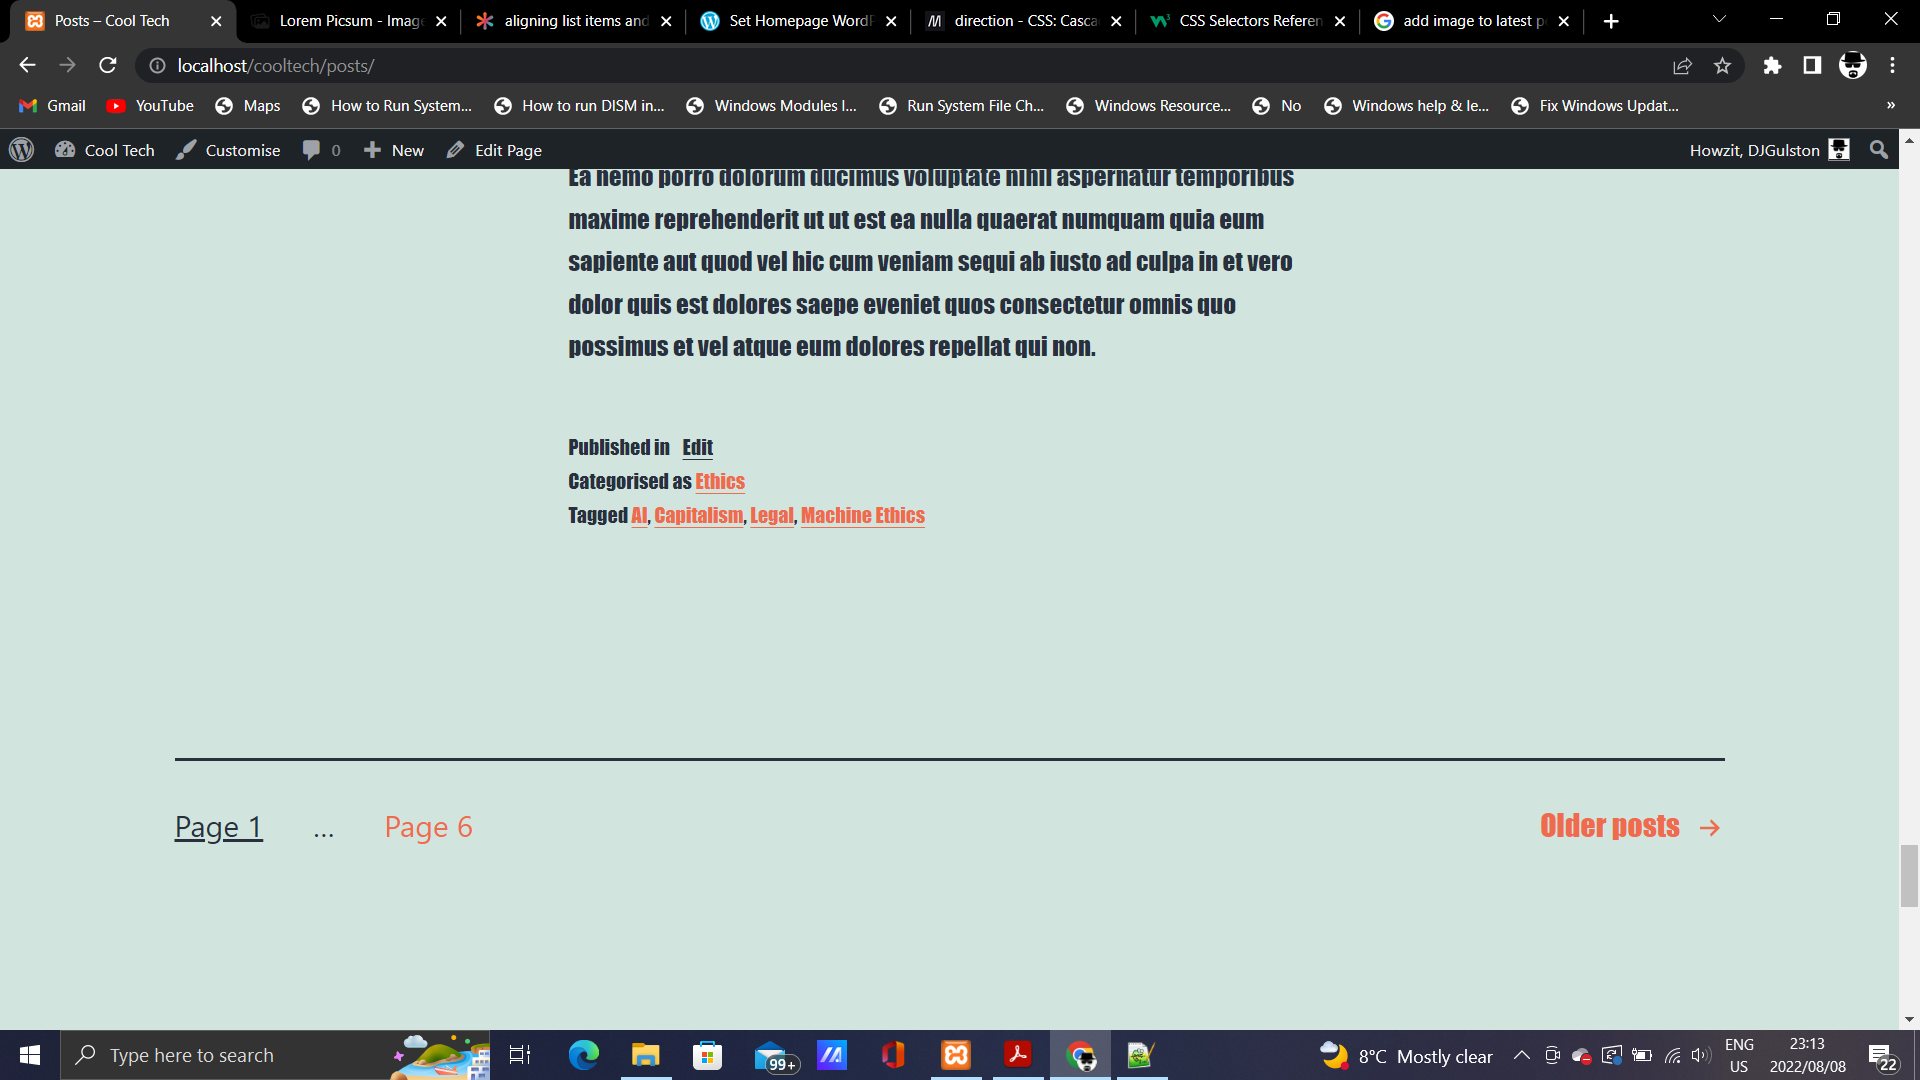 Posts – Cool Tech
Lorem Picsum - Image
aligning list items and
Set Homepage WordP
direction - CSS: Casca
CSS Selectors Referen
add image to latest p
localhost/cooltech/posts/
Gmail
YouTube
Maps
How to Run System...
How to run DISM in...
Windows Modules I...
Run System File Ch...
Windows Resource...
No
Windows help & le...
Fix Windows Updat...
»
Cool Tech
Customise
0
New
Edit Page
Howzit, DJGulston
Ea nemo porro dolorum ducimus voluptate nihil aspernatur temporibus
maxime reprehenderit ut ut est ea nulla quaerat numquam quia eum
sapiente aut quod vel hic cum veniam sequi ab iusto ad culpa in et vero
dolor quis est dolores saepe eveniet quos consectetur omnis quo
possimus et vel atque eum dolores repellat qui non.
Published in Edit
Categorised as Ethics
Tagged AI, Capitalism, Legal, Machine Ethics
Page 1 ... Page 6
Older posts →
Type here to search
99+
8°C Mostly clear
ENG
US
23:13
2022/08/08
22